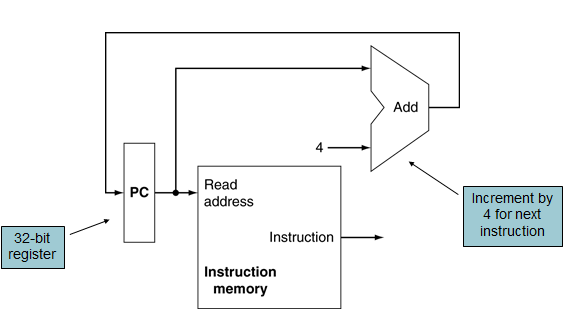 Add
4
PC
Read
address
Instruction
Instruction
memory
32-bit
register
Increment by
4 for next
instruction